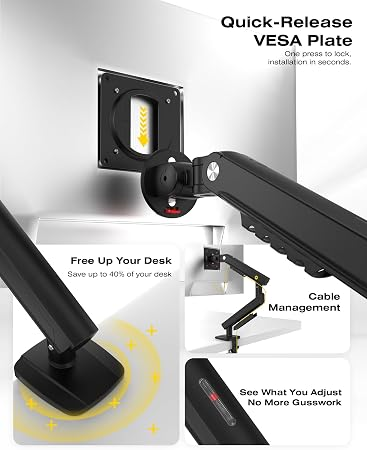 Quick-Release
VESA Plate
One press to lock,
installation in seconds.
Free Up Your Desk
Save up to 40% of your desk
Cable
Management
See What You Adjust
No More Gusswork